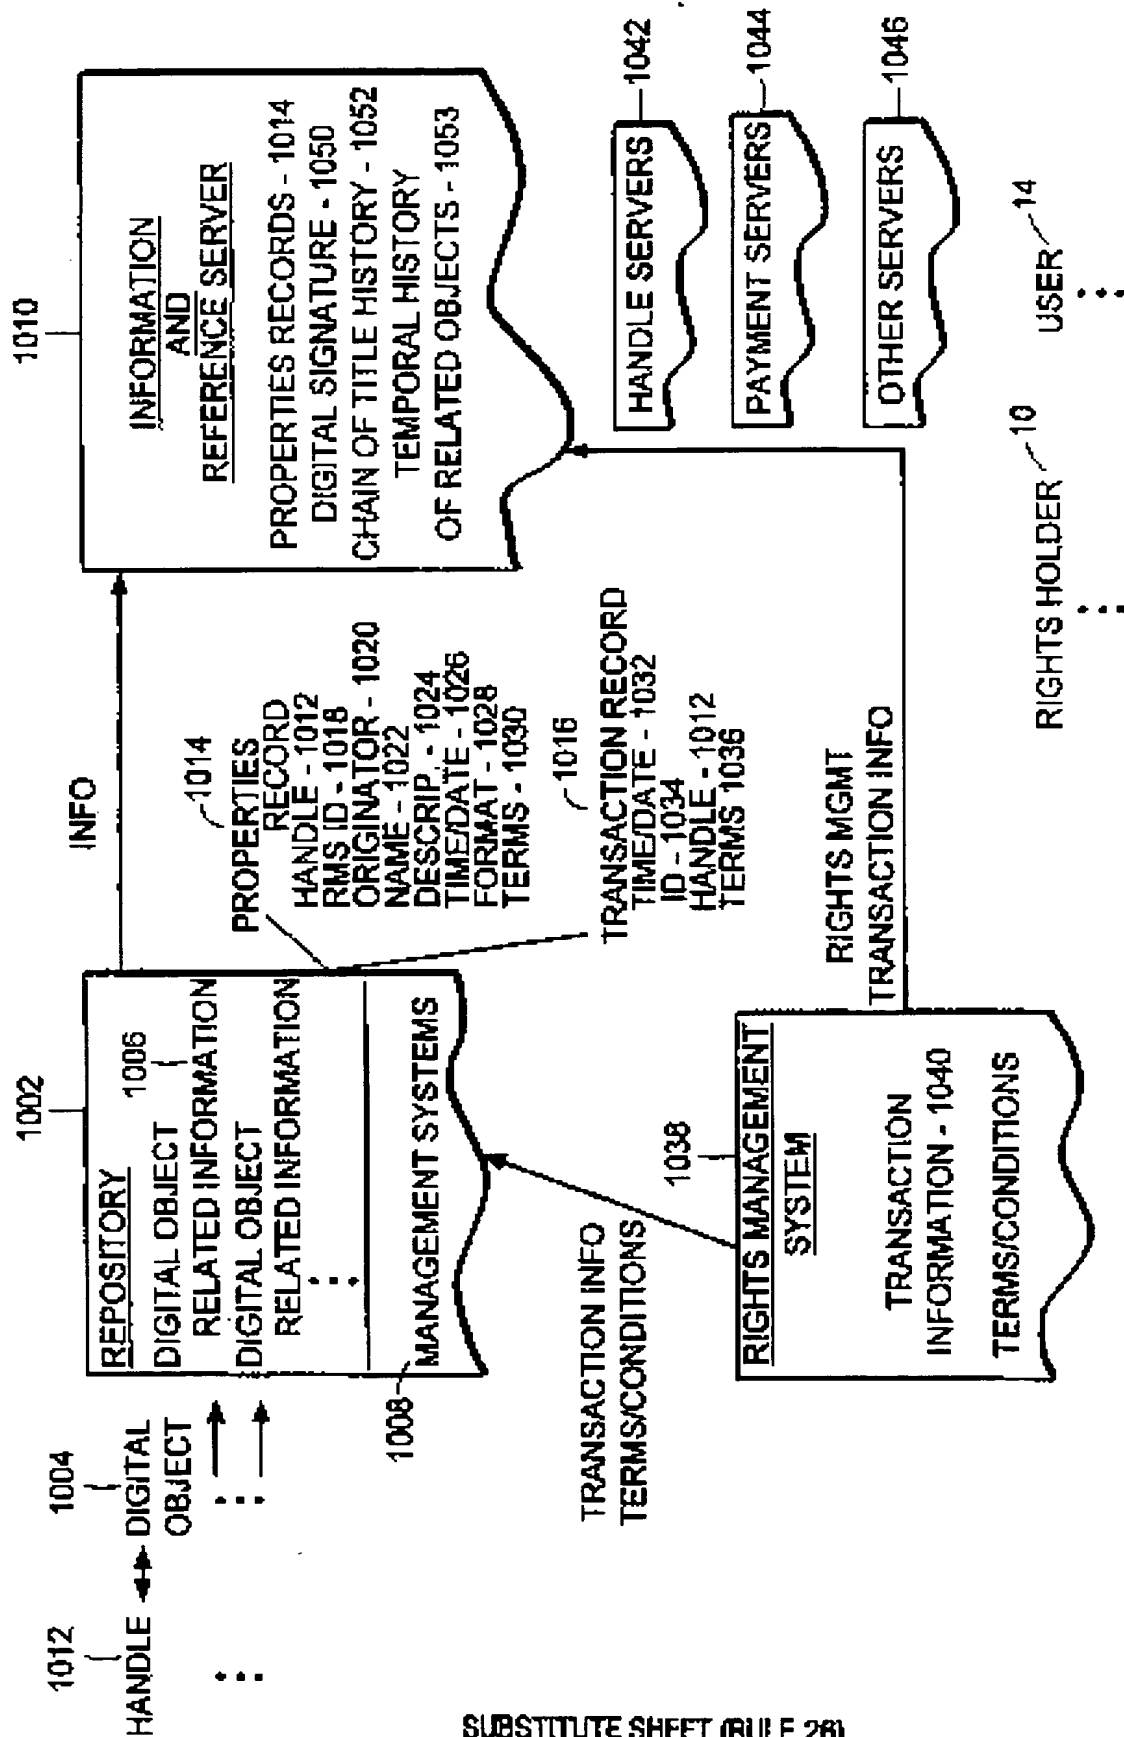 1012
HANDLE
1004
DIGITAL
OBJECT
1002
REPOSITORY
DIGITAL OBJECT
1006
RELATED INFORMATION
DIGITAL OBJECT
RELATED INFORMATION
MANAGEMENT SYSTEMS
1008
INFO
1014
PROPERTIES
RECORD
HANDLE - 1012
RMS ID - 1018
ORIGINATOR - 1020
NAME - 1022
DESCRIP. - 1024
TIME/DATE - 1026
FORMAT - 1028
TERMS - 1030
1016
TRANSACTION RECORD
TIME/DATE - 1032
ID - 1034
HANDLE - 1012
TERMS 1036
1010
INFORMATION
AND
REFERENCE SERVER
PROPERTIES RECORDS - 1014
DIGITAL SIGNATURE - 1050
CHAIN OF TITLE HISTORY - 1052
TEMPORAL HISTORY
OF RELATED OBJECTS - 1053
TRANSACTION INFO
TERMS/CONDITIONS
1038
RIGHTS MANAGEMENT
SYSTEM
TRANSACTION
INFORMATION - 1040
TERMS/CONDITIONS
RIGHTS MGMT
TRANSACTION INFO
HANDLE SERVERS
1042
PAYMENT SERVERS
1044
OTHER SERVERS
1046
RIGHTS HOLDER 10
USER 14
SUBSTITUTE SHEET (RULE 26)